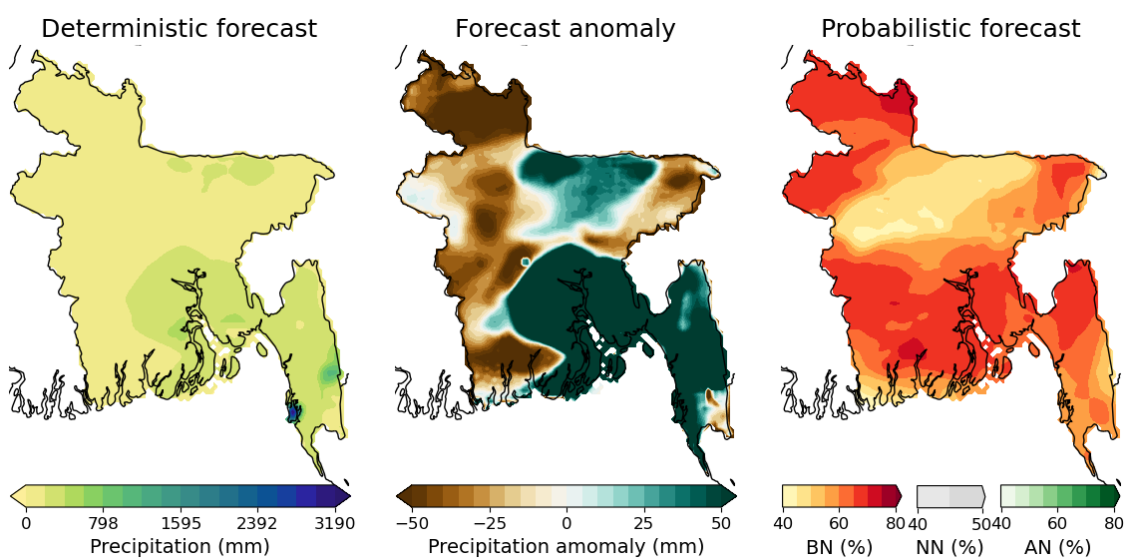 Deterministic forecast
Forecast anomaly
Probabilistic forecast
0 798 1595 2392 3190
Precipitation (mm)
−50 −25 0 25 50
Precipitation amomaly (mm)
40 60 80
BN (%)
40 50
NN (%)
40 60 80
AN (%)